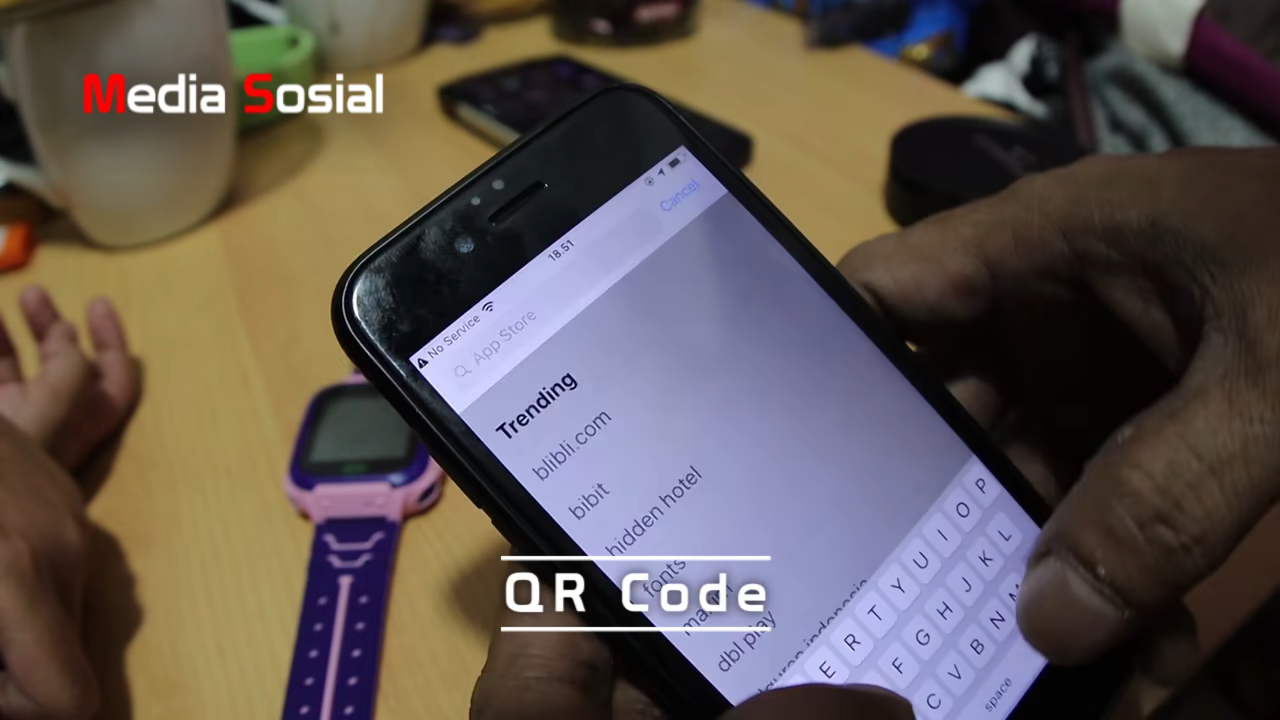 Media Sosial
18.51
No Service
App Store
Cancel
Trending
blibli.com
bibit
hidden hotel
fonts
dbl play
QR Code
P
U I O
E R T Y
F G H J K L
C V B N
space